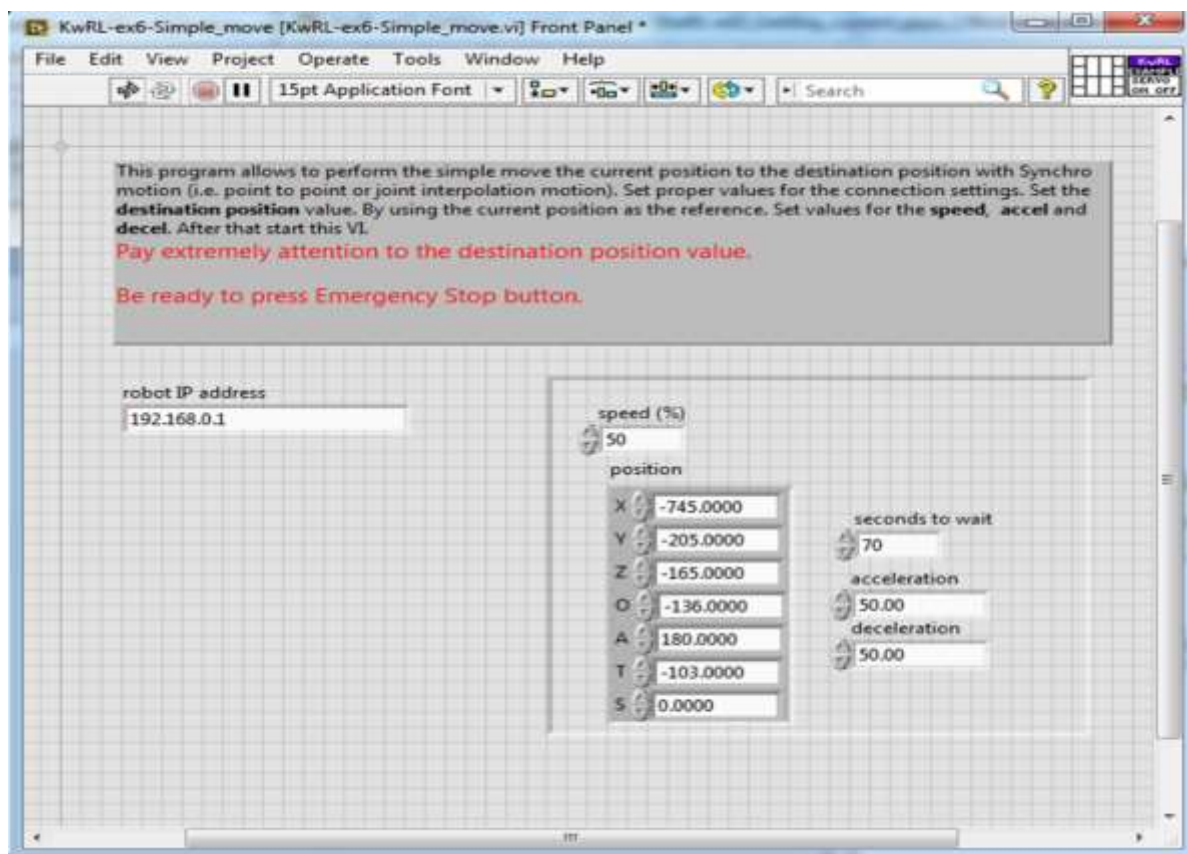 KwRL-ex6-Simple_move [KwRL-ex6-Simple_move.vi] Front Panel *
File Edit View Project Operate Tools Window Help
15pt Application Font
Search
KwRL
SERVO
ON OFF
This program allows to perform the simple move the current position to the destination position with Synchro
motion (i.e. point to point or joint interpolation motion). Set proper values for the connection settings. Set the
destination position value. By using the current position as the reference. Set values for the speed, accel and
decel. After that start this VI.
Pay extremely attention to the destination position value.
Be ready to press Emergency Stop button.
robot IP address
192.168.0.1
speed (%)
50
position
X -745.0000
Y -205.0000
Z -165.0000
O -136.0000
A 180.0000
T -103.0000
S 0.0000
seconds to wait
70
acceleration
50.00
deceleration
50.00